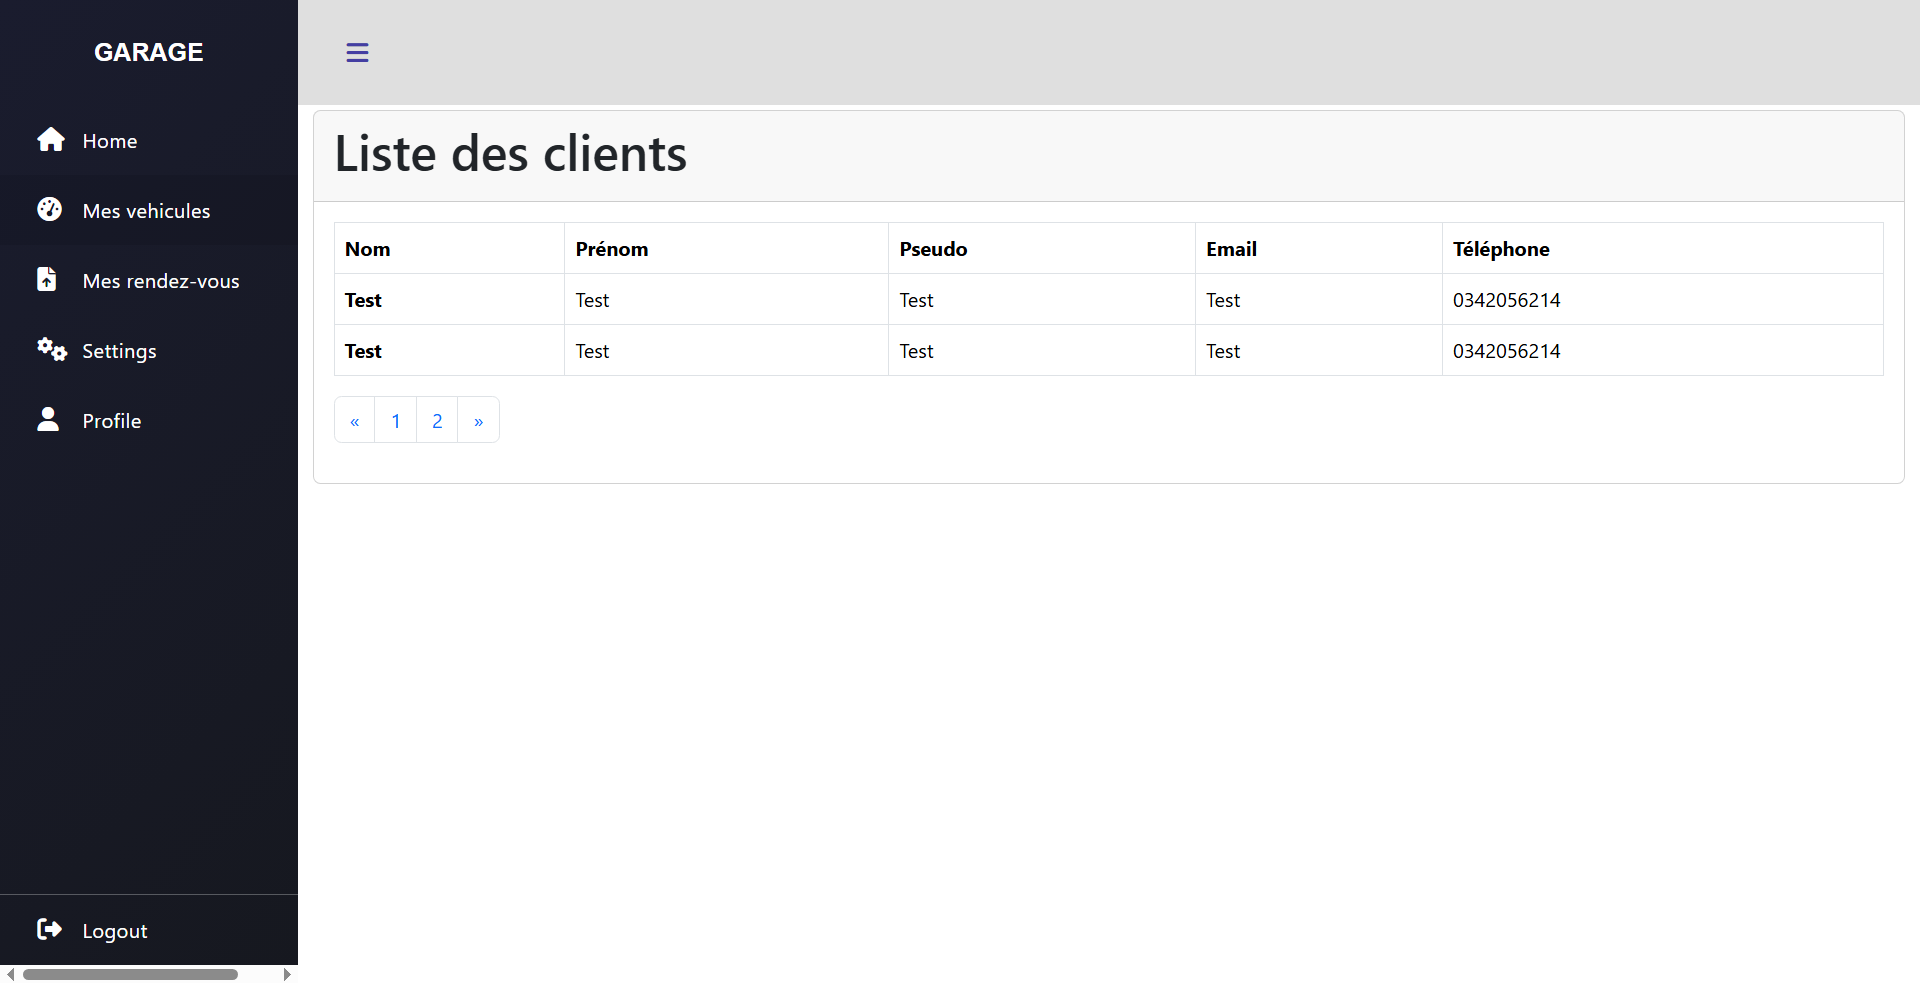 GARAGE
Home
Mes vehicules
Mes rendez-vous
Settings
Profile
Logout
Liste des clients
Nom Prénom Pseudo Email Téléphone
Test Test Test Test 0342056214
Test Test Test Test 0342056214
« 1 2 »